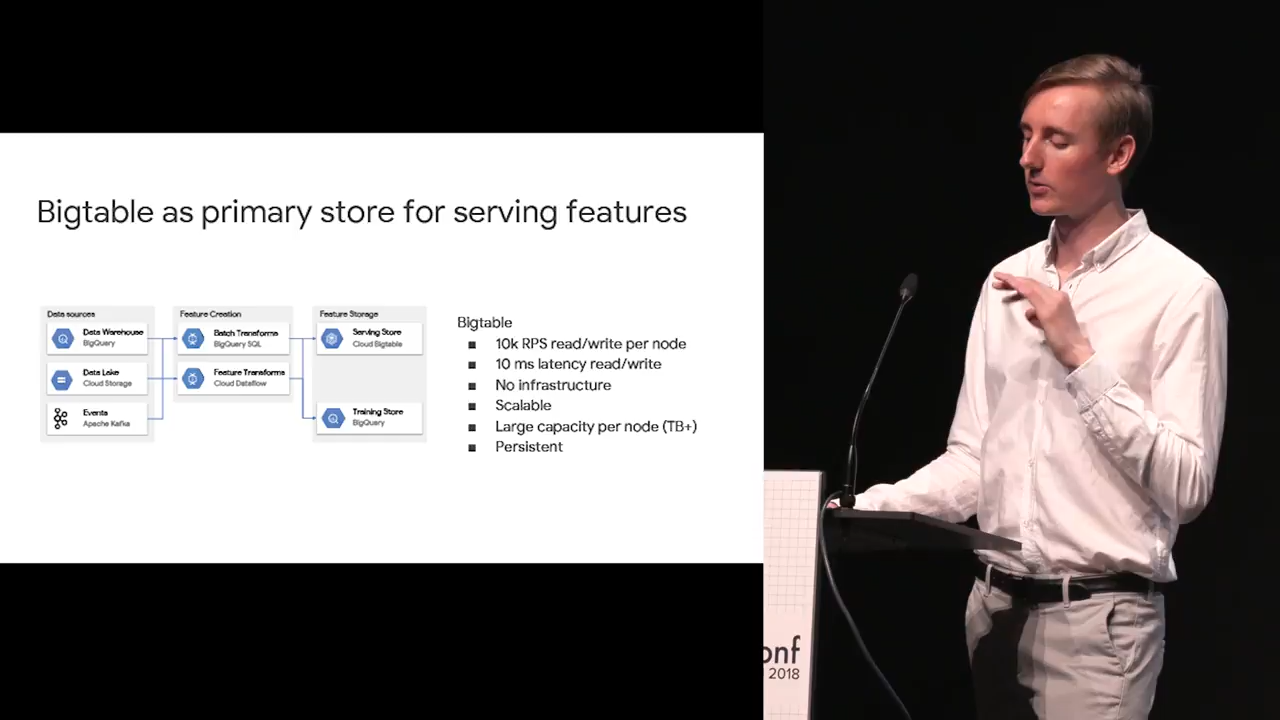 Bigtable as primary store for serving features
Data sources
Data Warehouse
BigQuery
Data Lake
Cloud Storage
Events
Apache Kafka
Feature Creation
Batch Transforms
BigQuery SQL
Feature Transforms
Cloud Dataflow
Feature Storage
Serving Store
Cloud Bigtable
Training Store
BigQuery
Bigtable
10k RPS read/write per node
10 ms latency read/write
No infrastructure
Scalable
Large capacity per node (TB+)
Persistent
onf
2018